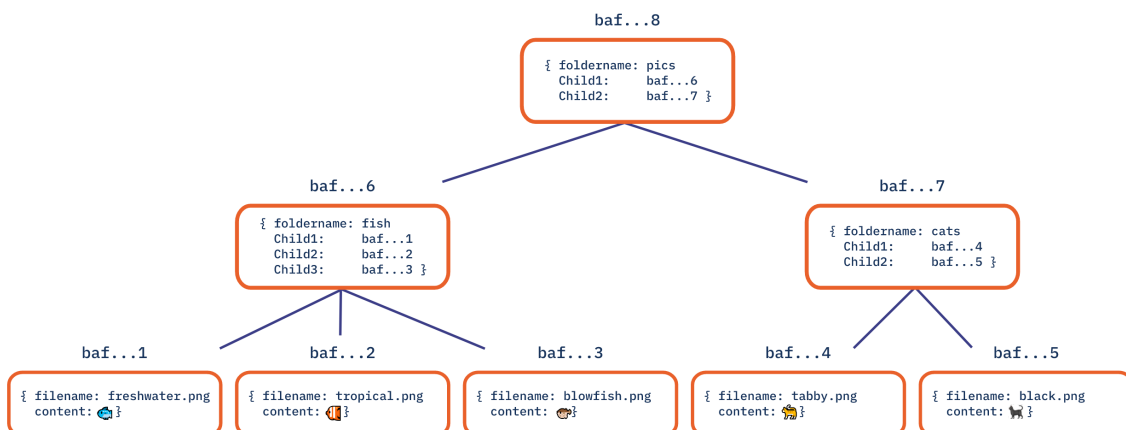 baf...8
{ foldername: pics
Child1: baf...6
Child2: baf...7 }
baf...6
baf...7
{ foldername: fish
Child1: baf...1
Child2: baf...2
Child3: baf...3 }
{ foldername: cats
Child1: baf...4
Child2: baf...5 }
baf...1
baf...2
baf...3
baf...4
baf...5
{ filename: freshwater.png
content: }
{ filename: tropical.png
content: }
{ filename: blowfish.png
content: }
{ filename: tabby.png
content: }
{ filename: black.png
content: }